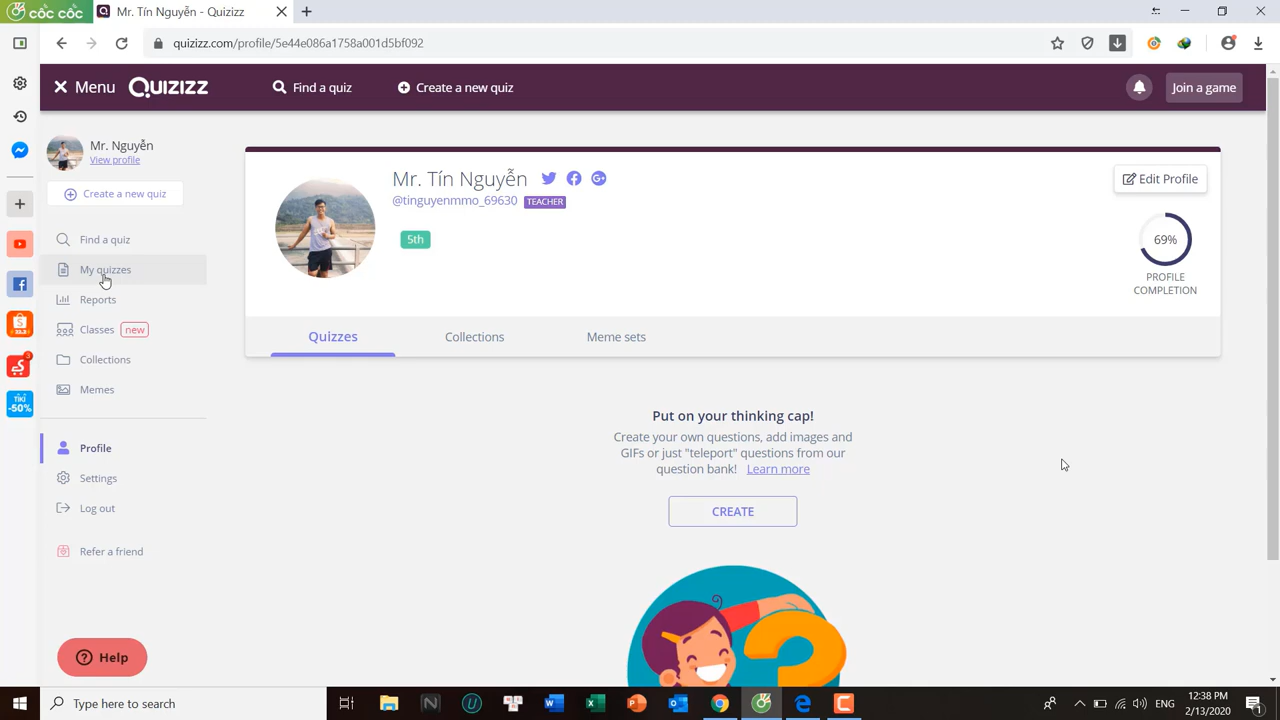 cốc cốc
Mr. Tín Nguyễn - Quizizz
quizizz.com/profile/5e44e086a1758a001d5bf092
Menu
Quizizz
Find a quiz
Create a new quiz
Join a game
Mr. Nguyễn
View profile
Create a new quiz
Find a quiz
My quizzes
Reports
Classes new
Collections
Memes
Profile
Settings
Log out
Refer a friend
Help
Mr. Tín Nguyễn
@tinguyenmmo_69630 TEACHER
5th
Edit Profile
69%
PROFILE
COMPLETION
Quizzes Collections Meme sets
Put on your thinking cap!
Create your own questions, add images and
GIFs or just "teleport" questions from our
question bank! Learn more
CREATE
3
TIKI
-50%
Type here to search
ENG
12:38 PM
2/13/2020